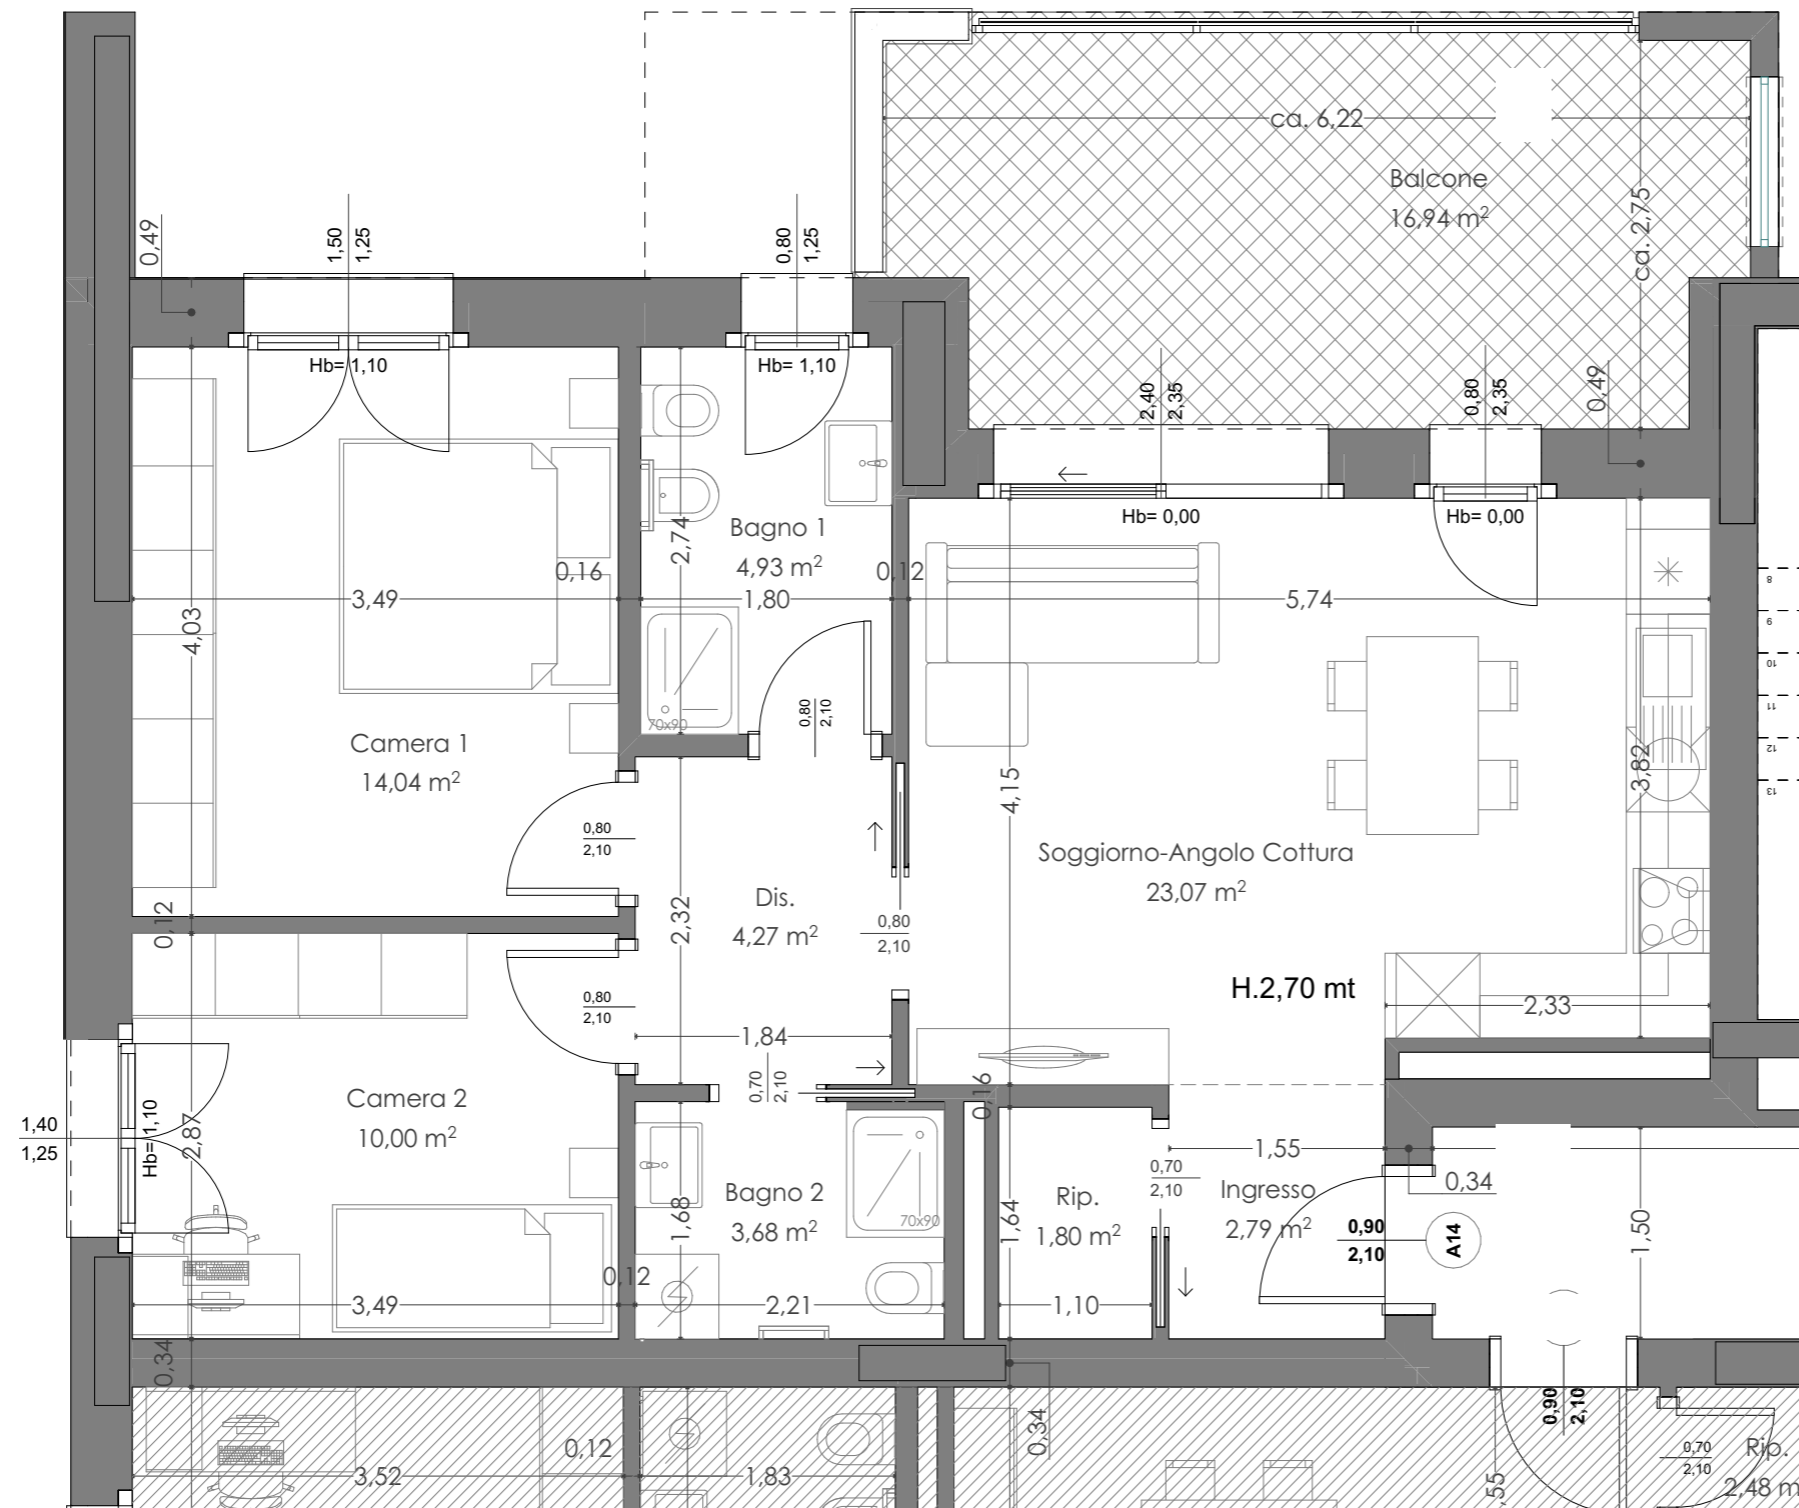 ca. 6,22
Balcone
16,94 m²
ca. 2,75
0,49
1,50
1,25
0,80
1,25
Hb= 1,10
Hb= 1,10
2,40
2,35
0,80
2,35
0,49
Hb= 0,00
Hb= 0,00
Bagno 1
4,93 m²
2,74
0,16
0,12
3,49
1,80
5,74
4,03
70x90
0,80
2,10
Camera 1
14,04 m²
4,15
3,82
8
9
10
11
12
13
0,80
2,10
Soggiorno-Angolo Cottura
23,07 m²
Dis.
4,27 m²
2,32
0,12
0,80
2,10
0,80
2,10
H.2,70 mt
2,33
1,84
0,70
2,10
0,16
Camera 2
10,00 m²
2,87
Hb= 1,10
1,40
1,25
1,55
0,34
0,70
2,10
Bagno 2
3,68 m²
1,68
70x90
Rip.
1,80 m²
1,64
Ingresso
2,79 m²
0,90
2,10
A14
1,50
0,12
3,49
2,21
1,10
0,34
0,34
0,90
2,10
0,12
3,52
1,83
,55
0,70
2,10
Rip.
2,48 m